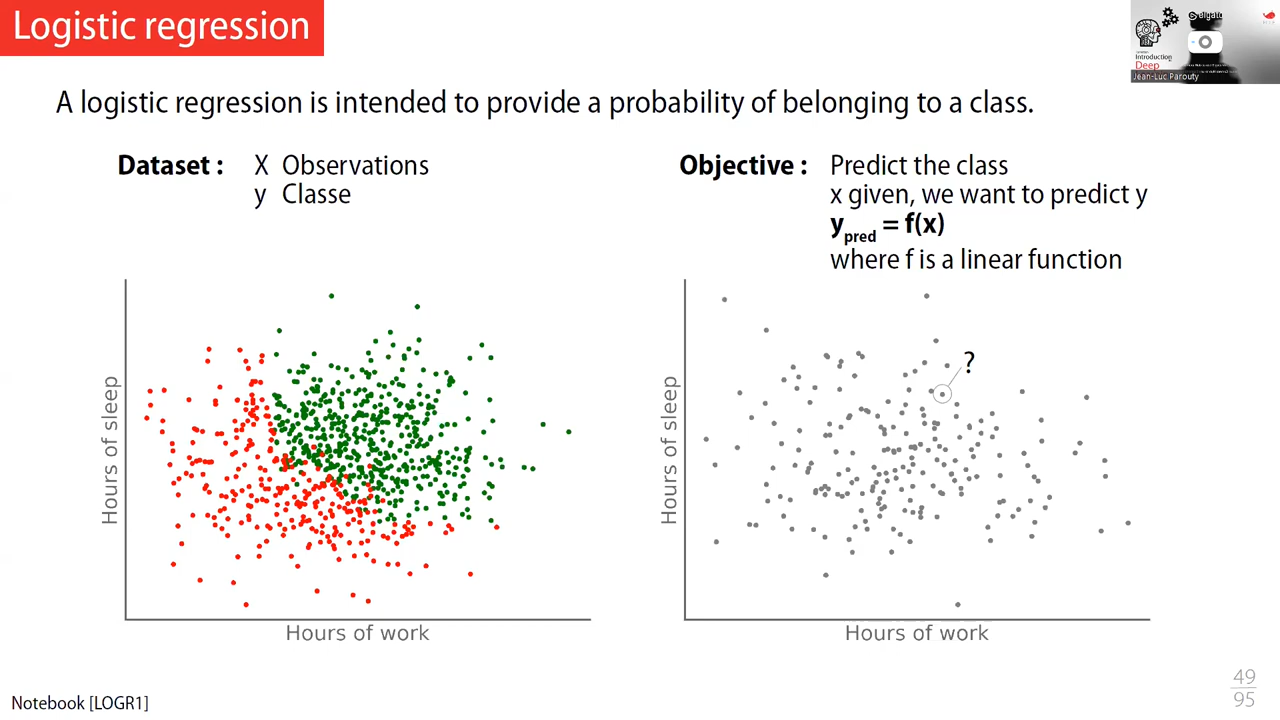 Logistic regression
Introduction
Deep
Jean-Luc Parouty
A logistic regression is intended to provide a probability of belonging to a class.
Dataset : X Observations
y Classe
Objective : Predict the class
x given, we want to predict y
ypred = f(x)
where f is a linear function
Hours of sleep
Hours of work
?
Hours of sleep
Hours of work
Notebook [LOGR1]
49
95